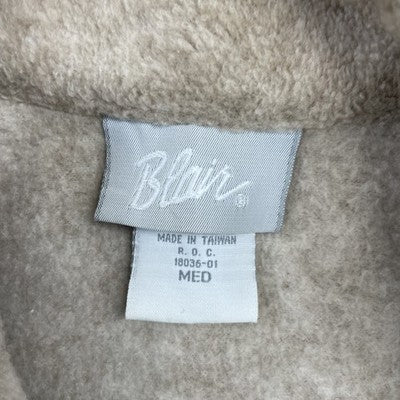 Blair®
MADE IN TAIWAN
R. O. C.
18036-01
MED